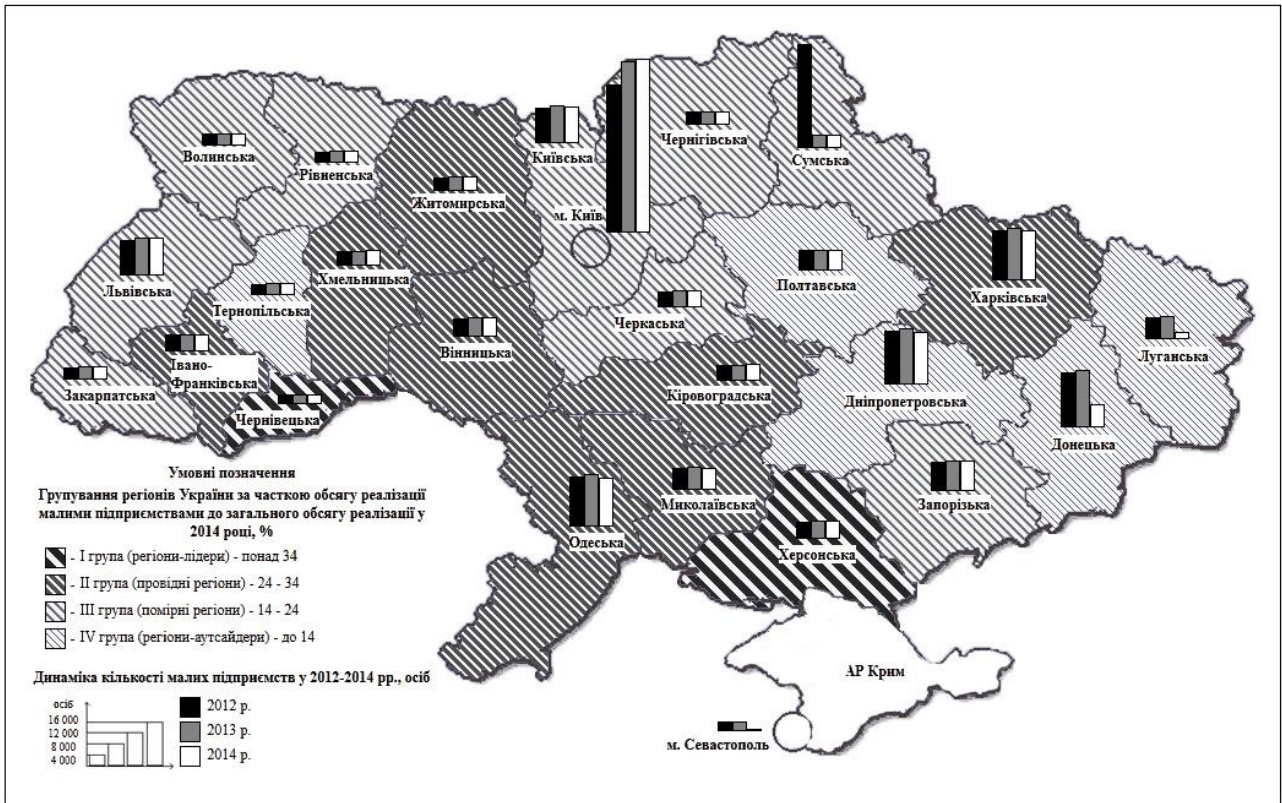 Київська
Чернігівська
Сумська
Волинська
Рівненська
Житомирська
м. Київ
Львівська
Тернопільська
Хмельницька
Вінницька
Черкаська
Полтавська
Харківська
Луганська
Закарпатська
Івано-
Франківська
Чернівецька
Кіровоградська
Дніпропетровська
Донецька
Одеська
Миколаївська
Запорізька
Херсонська
АР Крим
м. Севастополь
Умовні позначення
Групування регіонів України за часткою обсягу реалізації
малими підприємствами до загального обсягу реалізації у
2014 році, %
- І група (регіони-лідери) - понад 34
- ІІ група (провідні регіони) - 24 - 34
- ІІІ група (помірні регіони) - 14 - 24
- IV група (регіони-аутсайдери) - до 14
Динаміка кількості малих підприємств у 2012-2014 рр., осіб
осіб
16 000
12 000
8 000
4 000
2012 р.
2013 р.
2014 р.